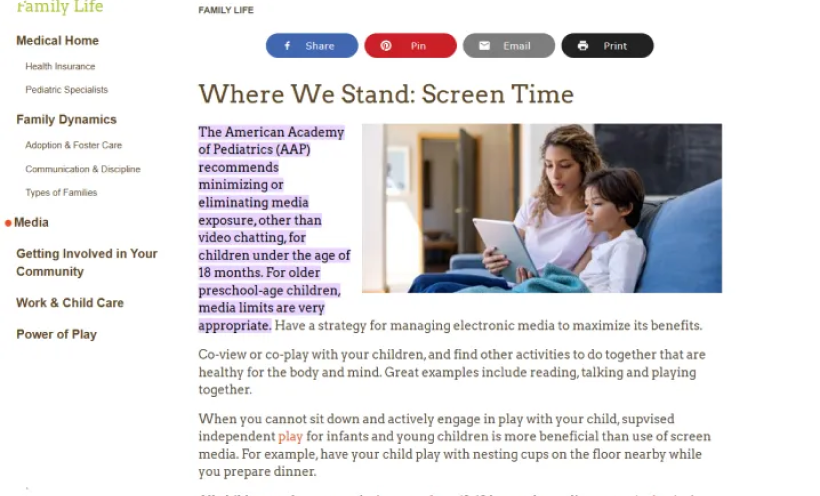 Family Life
Medical Home
Health Insurance
Pediatric Specialists
Family Dynamics
Adoption & Foster Care
Communication & Discipline
Types of Families
Media
Getting Involved in Your
Community
Work & Child Care
Power of Play
FAMILY LIFE
Share
Pin
Email
Print
Where We Stand: Screen Time
The American Academy
of Pediatrics (AAP)
recommends
minimizing or
eliminating media
exposure, other than
video chatting, for
children under the age of
18 months. For older
preschool-age children,
media limits are very
appropriate. Have a strategy for managing electronic media to maximize its benefits.
Co-view or co-play with your children, and find other activities to do together that are
healthy for the body and mind. Great examples include reading, talking and playing
together.
When you cannot sit down and actively engage in play with your child, supvised
independent play for infants and young children is more beneficial than use of screen
media. For example, have your child play with nesting cups on the floor nearby while
you prepare dinner.